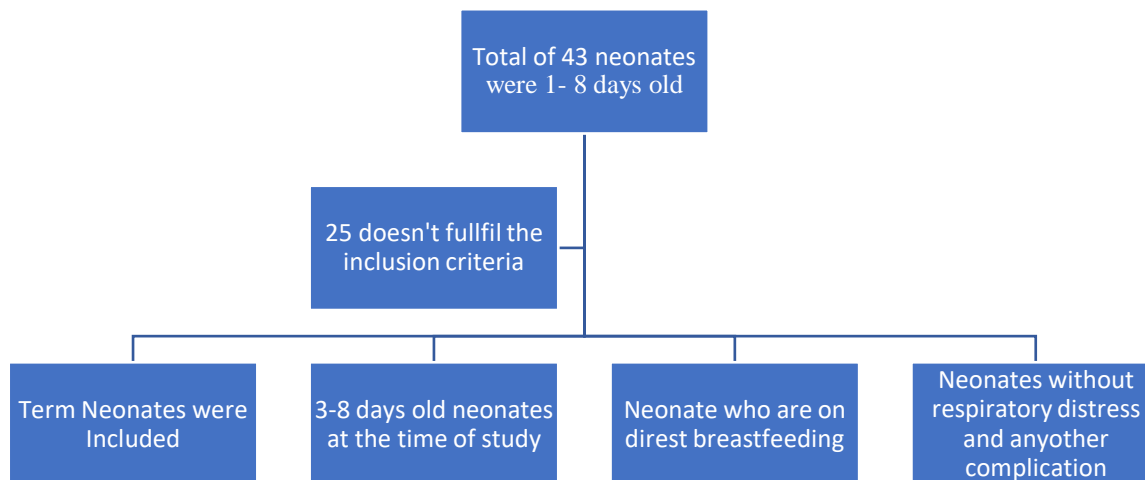 Total of 43 neonates
were 1- 8 days old
25 doesn't fullfil the
inclusion criteria
Term Neonates were
Included
3-8 days old neonates
at the time of study
Neonate who are on
direst breastfeeding
Neonates without
respiratory distress
and anyother
complication